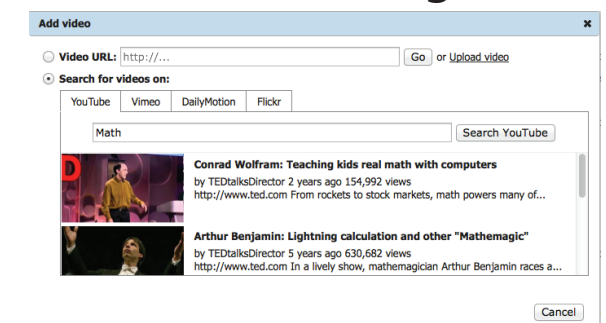 Add video
Video URL: http://... Go or Upload video
Search for videos on:
YouTube Vimeo DailyMotion Flickr
Math Search YouTube
Conrad Wolfram: Teaching kids real math with computers
by TEDtalksDirector 2 years ago 154,992 views
http://www.ted.com From rockets to stock markets, math powers many of...
Arthur Benjamin: Lightning calculation and other "Mathemagic"
by TEDtalksDirector 5 years ago 630,682 views
http://www.ted.com In a lively show, mathemagician Arthur Benjamin races a...
Cancel